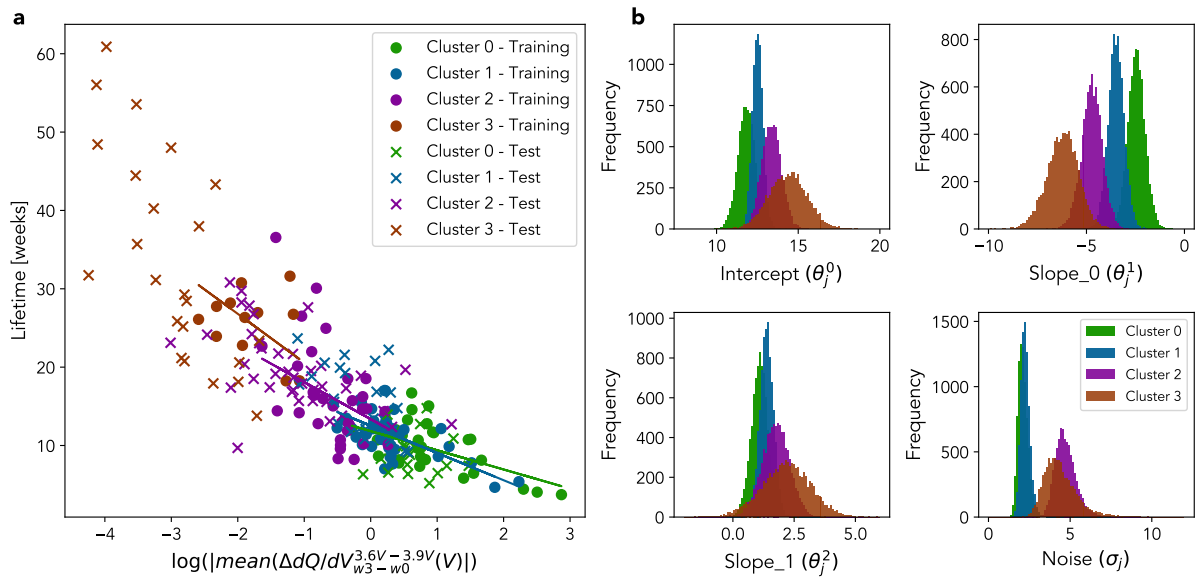 a
Lifetime [weeks]
60
50
40
30
20
10
−4
−3
−2
−1
0
1
2
3
log(|mean(ΔdQ/dV^{3.6V−3.9V}_{w3−w0}(V)|)
Cluster 0 - Training
Cluster 1 - Training
Cluster 2 - Training
Cluster 3 - Training
Cluster 0 - Test
Cluster 1 - Test
Cluster 2 - Test
Cluster 3 - Test
b
Frequency
1000
750
500
250
0
10
15
20
Intercept (θ_j^0)
Frequency
800
600
400
200
0
−10
−5
0
Slope_0 (θ_j^1)
Frequency
1000
800
600
400
200
0
0.0
2.5
5.0
Slope_1 (θ_j^2)
Frequency
1500
1000
500
0
0
5
10
Noise (σ_j)
Cluster 0
Cluster 1
Cluster 2
Cluster 3